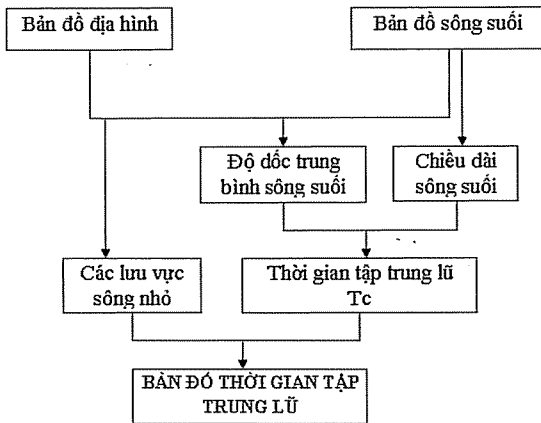 Bản đồ địa hình
Bản đồ sông suối
Độ dốc trung
bình sông suối
Chiều dài
sông suối
Các lưu vực
sông nhỏ
Thời gian tập trung lũ
Tc
BẢN ĐỒ THỜI GIAN TẬP
TRUNG LŨ